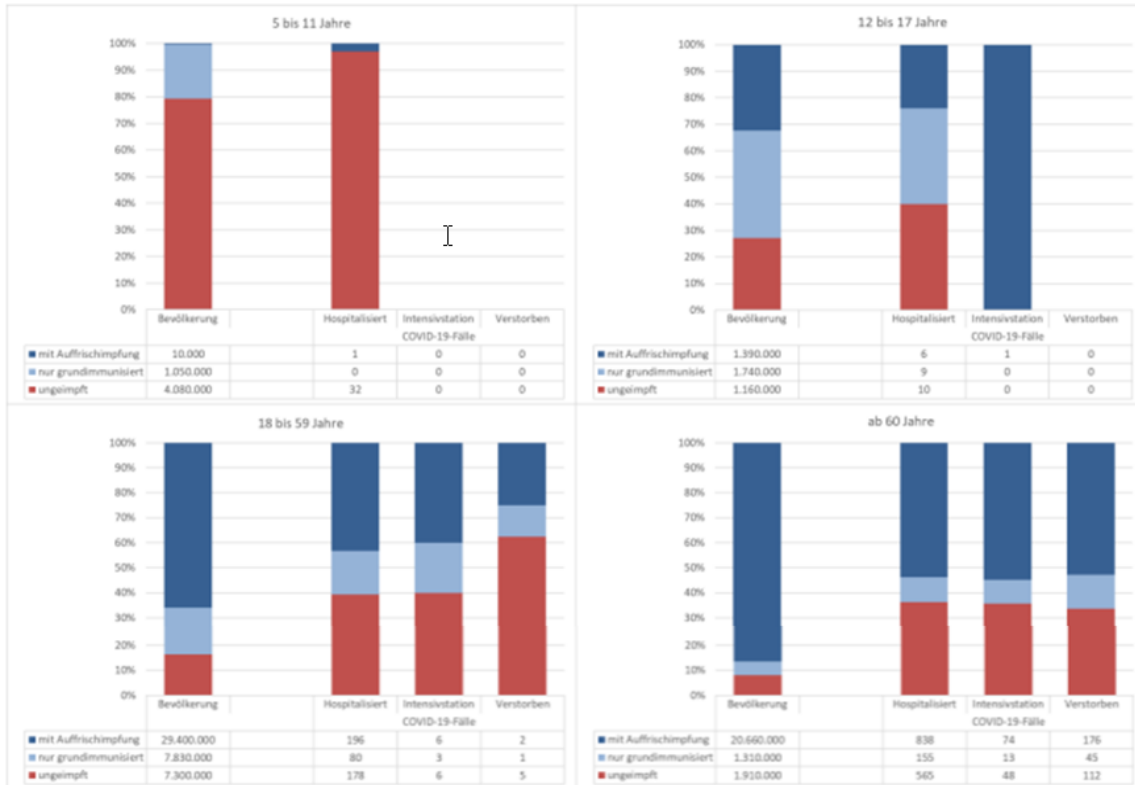 5 bis 11 Jahre
100%
90%
80%
70%
60%
50%
40%
30%
20%
10%
0%
Bevölkerung Hospitalisiert Intensivstation Verstorben
COVID-19-Fälle
mit Auffrischimpfung 10.000 1 0 0
nur grundimmunisiert 1.050.000 0 0 0
ungeimpft 4.080.000 32 0 0
12 bis 17 Jahre
100%
90%
80%
70%
60%
50%
40%
30%
20%
10%
0%
Bevölkerung Hospitalisiert Intensivstation Verstorben
COVID-19-Fälle
mit Auffrischimpfung 1.390.000 6 1 0
nur grundimmunisiert 1.740.000 9 0 0
ungeimpft 1.160.000 10 0 0
18 bis 59 Jahre
100%
90%
80%
70%
60%
50%
40%
30%
20%
10%
0%
Bevölkerung Hospitalisiert Intensivstation Verstorben
COVID-19-Fälle
mit Auffrischimpfung 29.400.000 196 6 2
nur grundimmunisiert 7.830.000 80 3 1
ungeimpft 7.300.000 178 6 5
ab 60 Jahre
100%
90%
80%
70%
60%
50%
40%
30%
20%
10%
0%
Bevölkerung Hospitalisiert Intensivstation Verstorben
COVID-19-Fälle
mit Auffrischimpfung 20.660.000 838 74 176
nur grundimmunisiert 1.310.000 155 13 45
ungeimpft 1.910.000 565 48 112